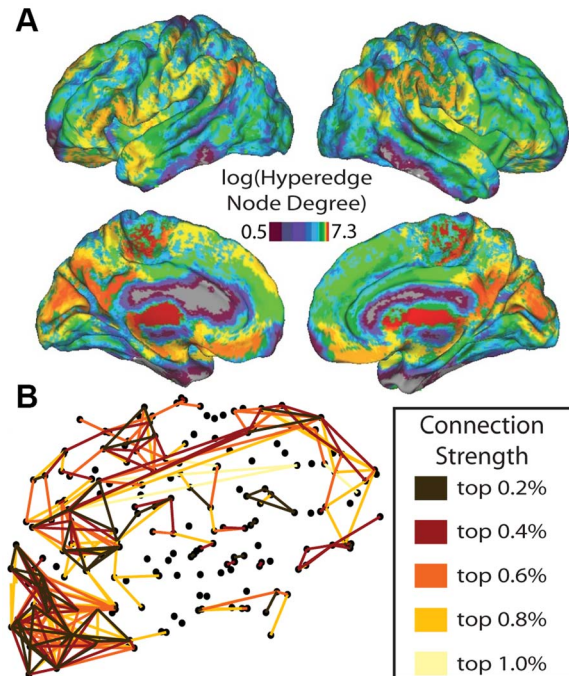 A
log(Hyperedge
Node Degree)
0.5 7.3
B
Connection
Strength
top 0.2%
top 0.4%
top 0.6%
top 0.8%
top 1.0%